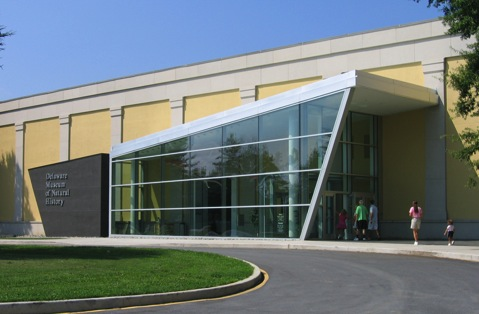 Delaware
Museum
of Natural
History